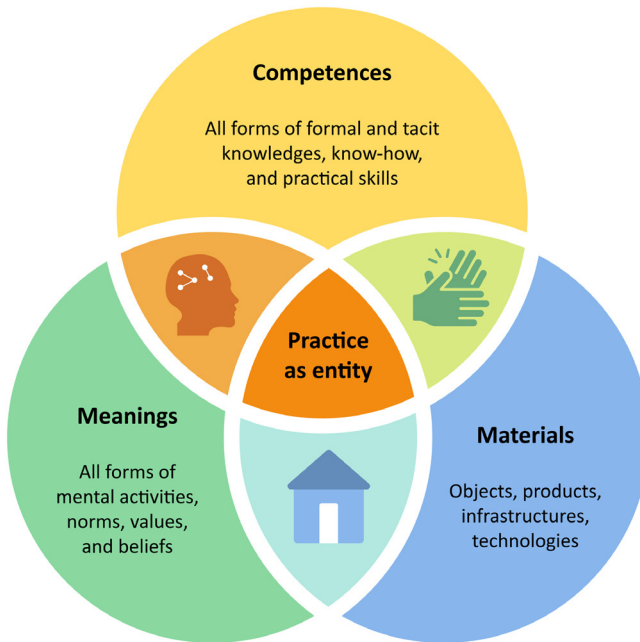 Competences
All forms of formal and tacit
knowledges, know-how,
and practical skills
Practice
as entity
Meanings
All forms of
mental activities,
norms, values,
and beliefs
Materials
Objects, products,
infrastructures,
technologies